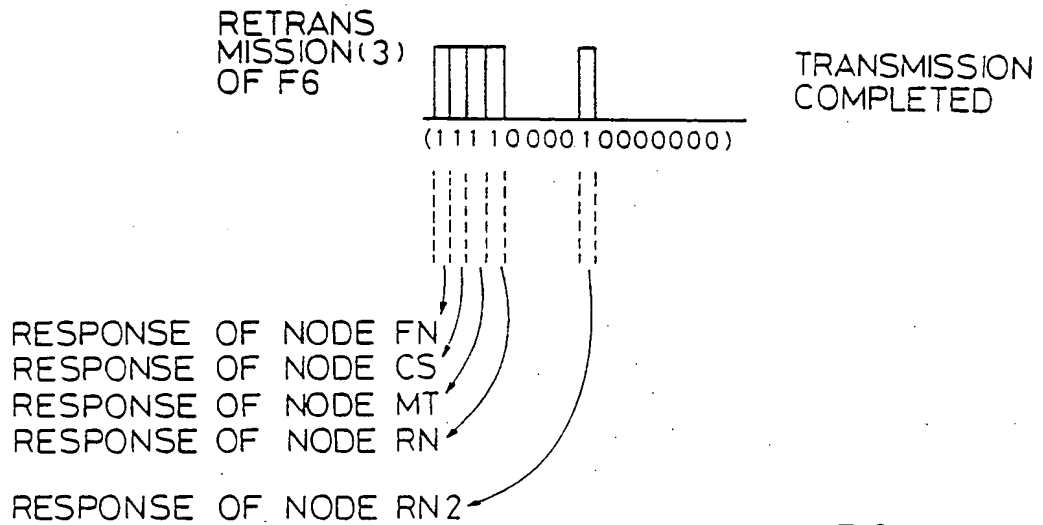 RETRANS
MISSION(3)
OF F6
TRANSMISSION
COMPLETED
(1111000010000000)
RESPONSE OF NODE FN
RESPONSE OF NODE CS
RESPONSE OF NODE MT
RESPONSE OF NODE RN
RESPONSE OF NODE RN2